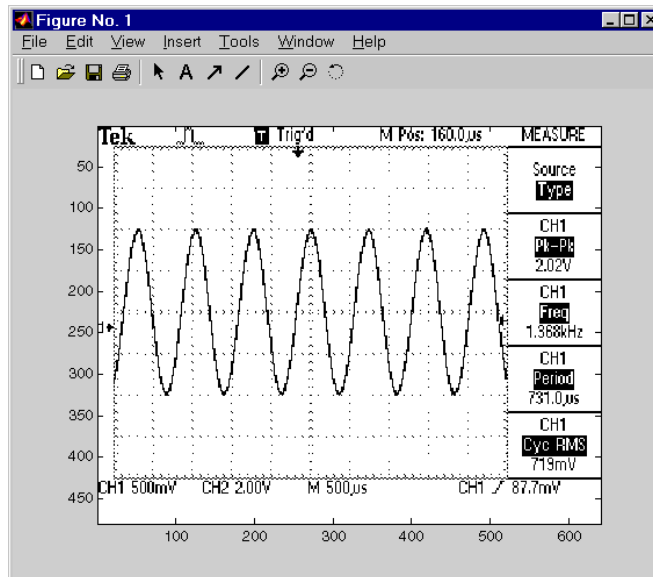 Figure No. 1
File Edit View Insert Tools Window Help
A
Tek T Trig'd M Pos: 160.0µs MEASURE
Source
Type
CH1
Pk-Pk
2.02V
CH1
Freq
1.368kHz
CH1
Period
731.0µs
CH1
Cyc RMS
719mV
CH1 500mV CH2 2.00V M 500µs CH1 87.7mV
50
100
150
200
250
300
350
400
450
100 200 300 400 500 600